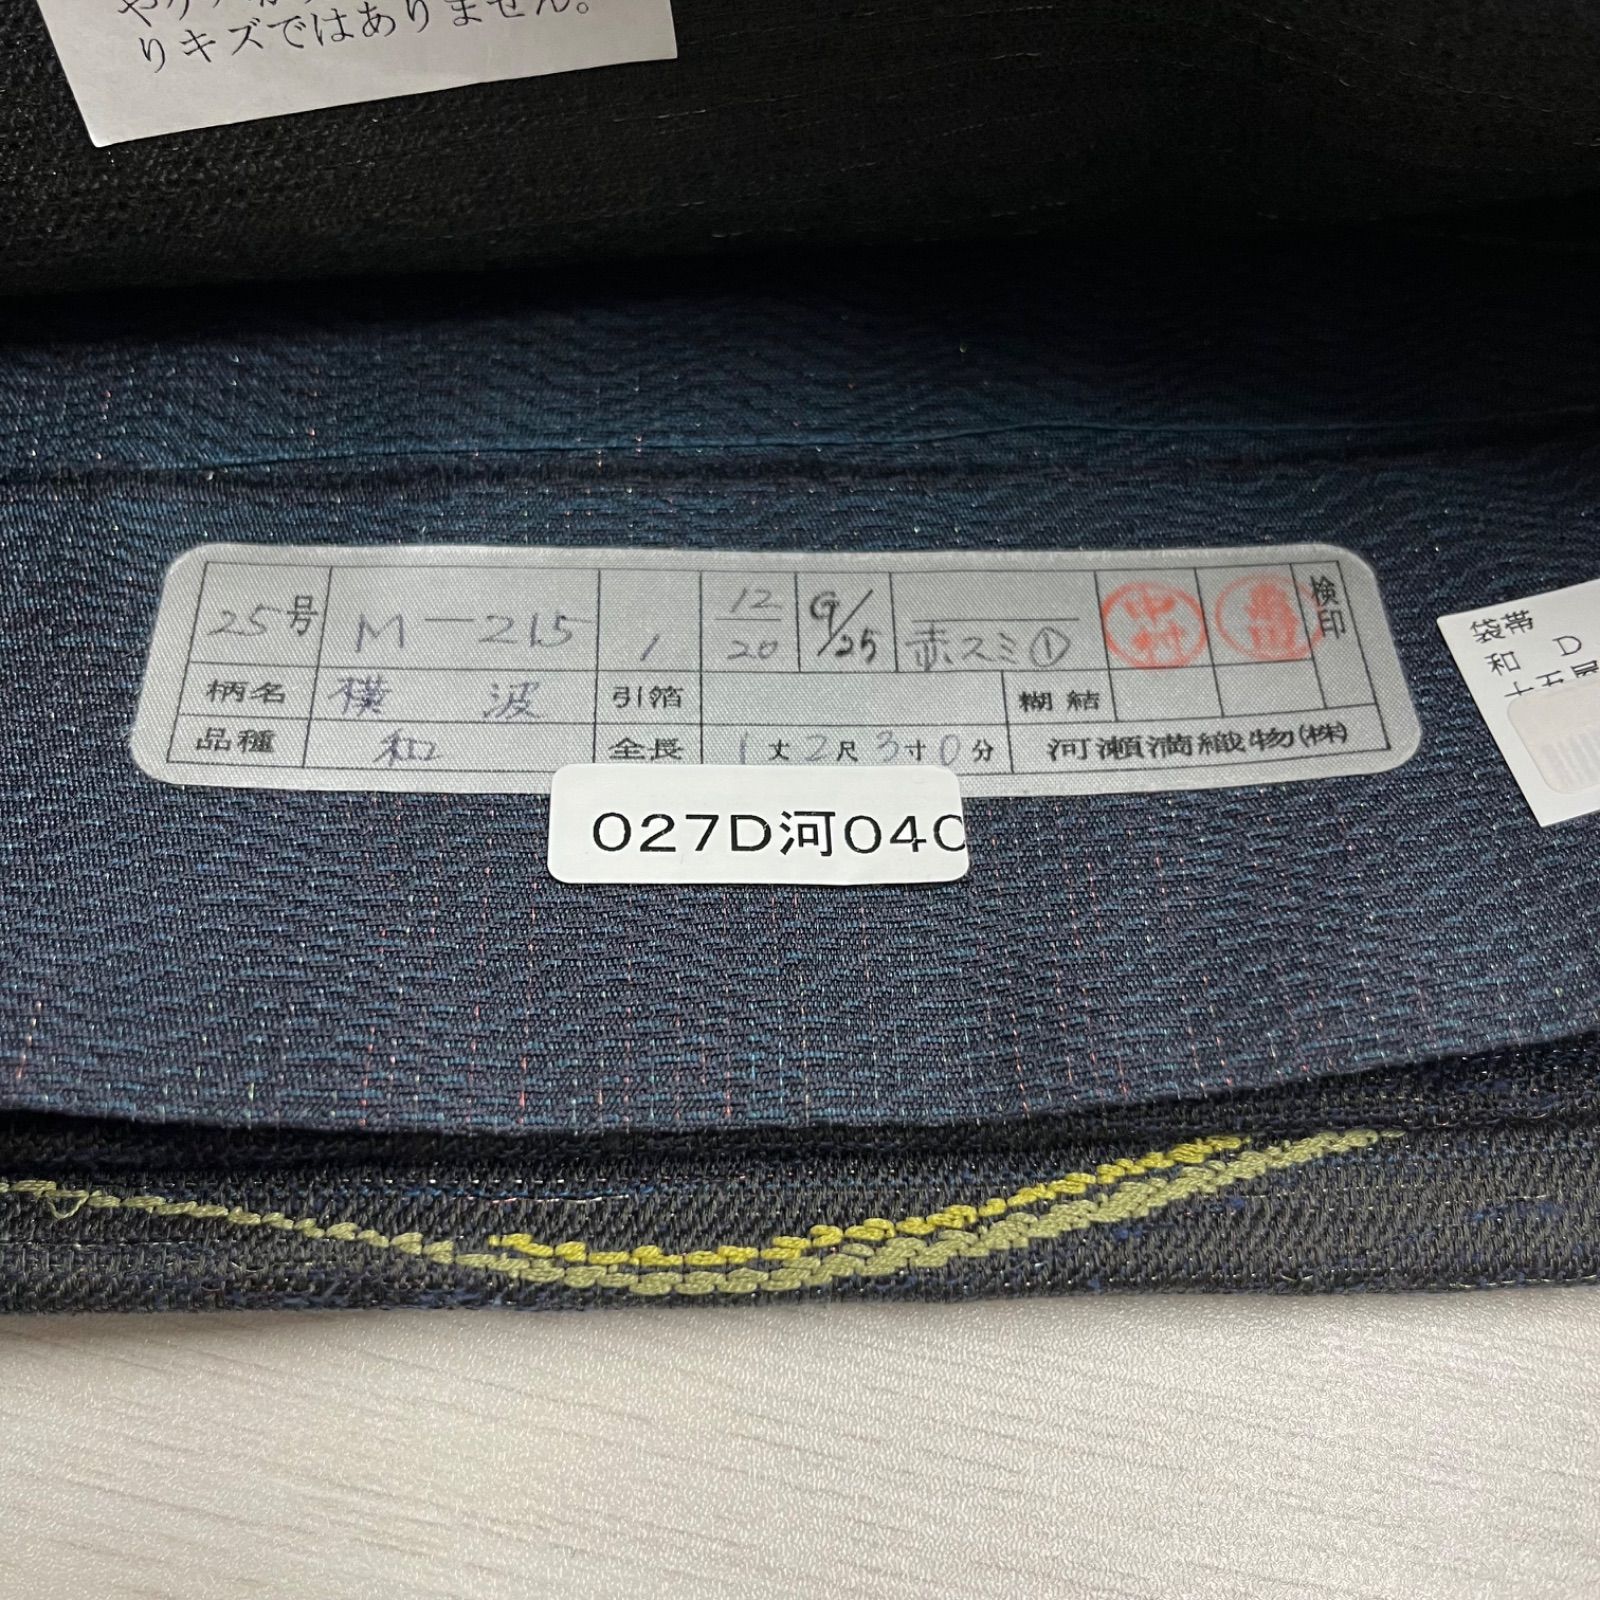 りキズではありません。
25号 M-215 1 12/20 9/25 赤スミ① 中村 検印
柄名 横 波 引箔 糊結
品種 和 全長 1丈2尺3寸0分 河瀬満織物(株)
027D河040
袋帯
和 D